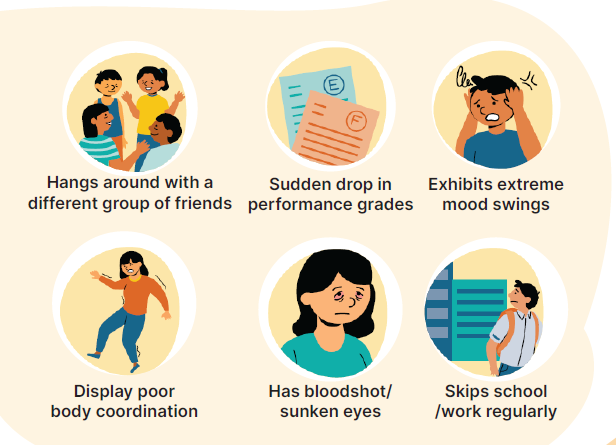 Hangs around with a
different group of friends
E
F
Sudden drop in
performance grades
Exhibits extreme
mood swings
Display poor
body coordination
Has bloodshot/
sunken eyes
Skips school
/work regularly